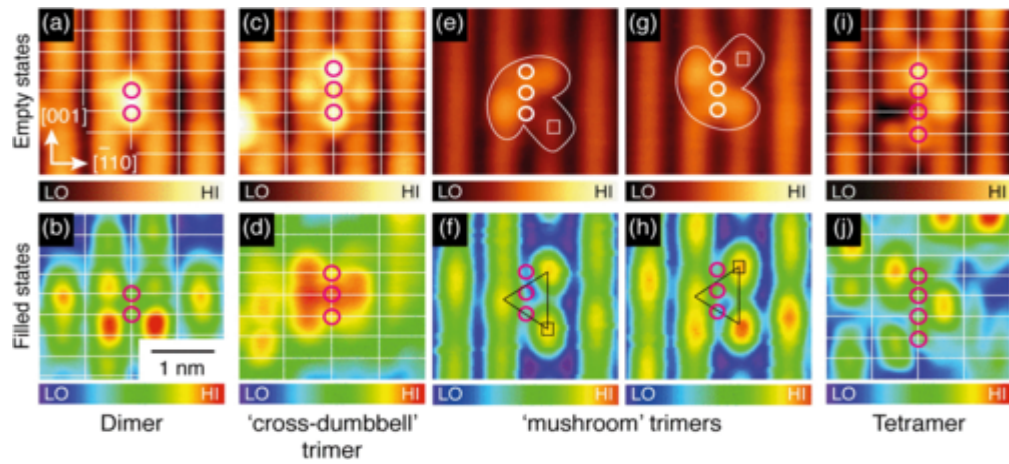 Empty states
(a) (c) (e) (g) (i)
[001]
[1̄10]
LO HI LO HI LO HI LO HI LO HI
Filled states
(b) (d) (f) (h) (j)
1 nm
LO HI LO HI LO HI LO HI LO HI
Dimer 'cross-dumbbell' 'mushroom' trimers Tetramer
trimer